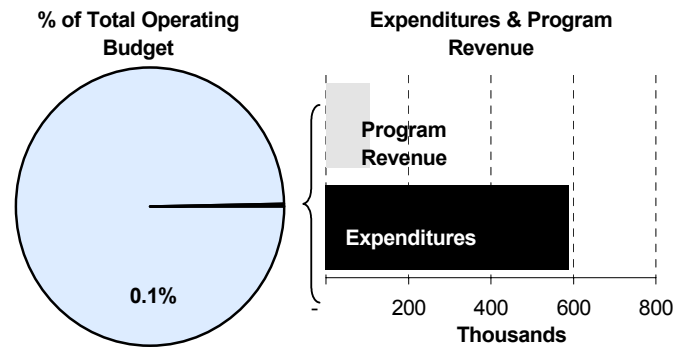 % of Total Operating
Budget
0.1%
Expenditures & Program
Revenue
Program
Revenue
Expenditures
- 200 400 600 800
Thousands